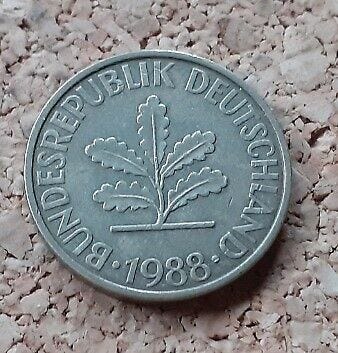 BUNDESREPUBLIK DEUTSCHLAND
· 1988 ·